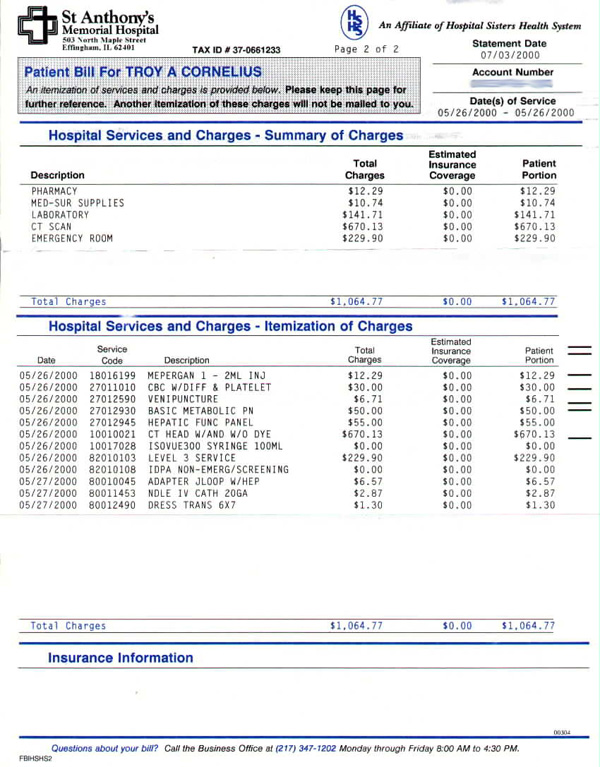 St Anthony's
Memorial Hospital
503 North Maple Street
Effingham, IL 62401
TAX ID # 37-0661233
Page 2 of 2
HSHS
An Affiliate of Hospital Sisters Health System
Statement Date
07/03/2000
Account Number
Date(s) of Service
05/26/2000 - 05/26/2000
Patient Bill For TROY A CORNELIUS
An itemization of services and charges is provided below. Please keep this page for
further reference. Another itemization of these charges will not be mailed to you.
Hospital Services and Charges - Summary of Charges
Description Total Charges Estimated Insurance Coverage Patient Portion
PHARMACY $12.29 $0.00 $12.29
MED-SUR SUPPLIES $10.74 $0.00 $10.74
LABORATORY $141.71 $0.00 $141.71
CT SCAN $670.13 $0.00 $670.13
EMERGENCY ROOM $229.90 $0.00 $229.90
Total Charges $1,064.77 $0.00 $1,064.77
Hospital Services and Charges - Itemization of Charges
Date Service Code Description Total Charges Estimated Insurance Coverage Patient Portion
05/26/2000 18016199 MEPERGAN 1 - 2ML INJ $12.29 $0.00 $12.29
05/26/2000 27011010 CBC W/DIFF & PLATELET $30.00 $0.00 $30.00
05/26/2000 27012590 VENIPUNCTURE $6.71 $0.00 $6.71
05/26/2000 27012930 BASIC METABOLIC PN $50.00 $0.00 $50.00
05/26/2000 27012945 HEPATIC FUNC PANEL $55.00 $0.00 $55.00
05/26/2000 10010021 CT HEAD W/AND W/O DYE $670.13 $0.00 $670.13
05/26/2000 10017028 ISOVUE300 SYRINGE 100ML $0.00 $0.00 $0.00
05/26/2000 82010103 LEVEL 3 SERVICE $229.90 $0.00 $229.90
05/26/2000 82010108 IDPA NON-EMERG/SCREENING $0.00 $0.00 $0.00
05/27/2000 80010045 ADAPTER JLOOP W/HEP $6.57 $0.00 $6.57
05/27/2000 80011453 NDLE IV CATH 20GA $2.87 $0.00 $2.87
05/27/2000 80012490 DRESS TRANS 6X7 $1.30 $0.00 $1.30
Total Charges $1,064.77 $0.00 $1,064.77
Insurance Information
00304
Questions about your bill? Call the Business Office at (217) 347-1202 Monday through Friday 8:00 AM to 4:30 PM.
FBIHSHS2